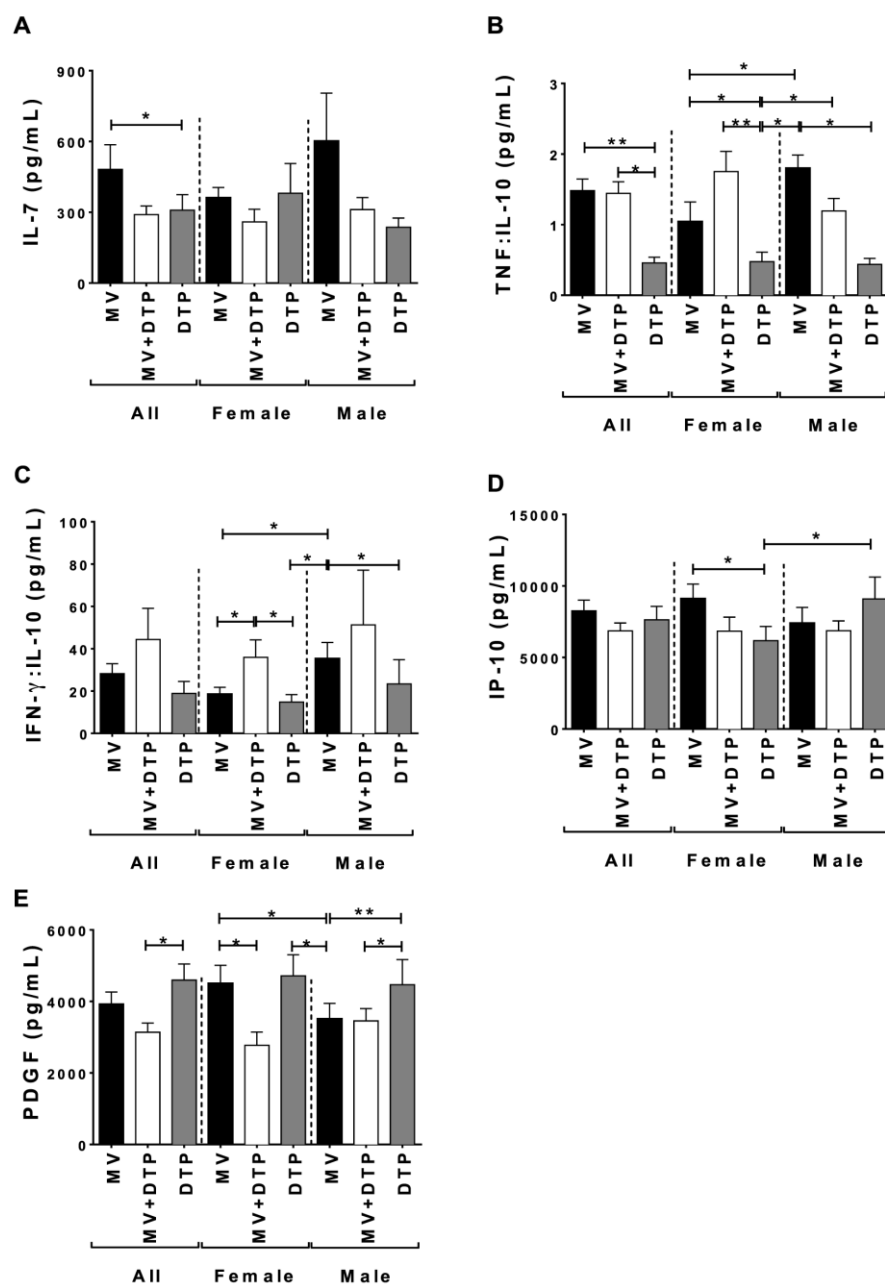 A
IL-7 (pg/mL)
900
600
300
0
*
MV
MV+DTP
DTP
MV
MV+DTP
DTP
MV
MV+DTP
DTP
All
Female
Male
B
TNF:IL-10 (pg/mL)
3
2
1
0
*
* *
** * *
**
*
MV
MV+DTP
DTP
MV
MV+DTP
DTP
MV
MV+DTP
DTP
All
Female
Male
C
IFN-γ:IL-10 (pg/mL)
100
80
60
40
20
0
*
* *
* *
MV
MV+DTP
DTP
MV
MV+DTP
DTP
MV
MV+DTP
DTP
All
Female
Male
D
IP-10 (pg/mL)
15000
10000
5000
0
*
*
MV
MV+DTP
DTP
MV
MV+DTP
DTP
MV
MV+DTP
DTP
All
Female
Male
E
PDGF (pg/mL)
6000
4000
2000
0
* **
* * * *
MV
MV+DTP
DTP
MV
MV+DTP
DTP
MV
MV+DTP
DTP
All
Female
Male